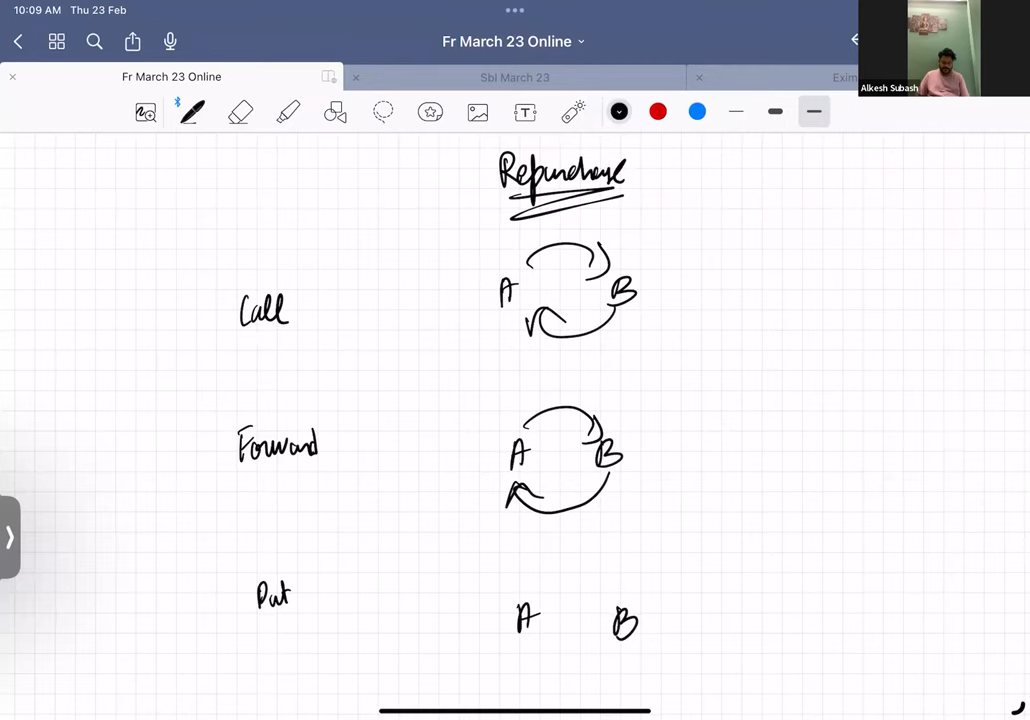 10:09 AM Thu 23 Feb
Fr March 23 Online
Fr March 23 Online
Sbl March 23
Exim
Alkesh Subash
Repurchase
Call
A B
Forward
A B
Put
A B